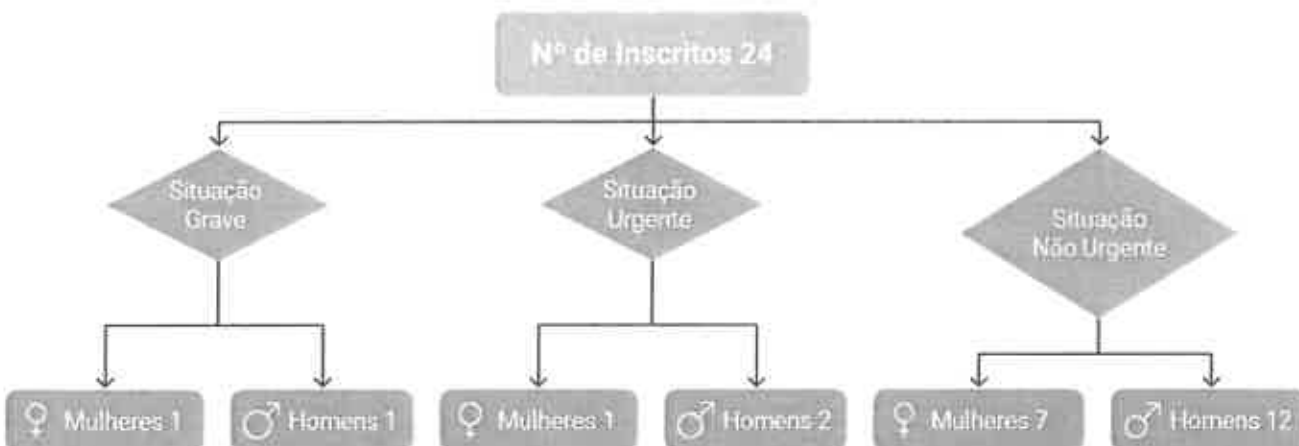 Nº de Inscritos 24
Situação
Grave
Situação
Urgente
Situação
Não Urgente
Mulheres 1
Homens 1
Mulheres 1
Homens 2
Mulheres 7
Homens 12